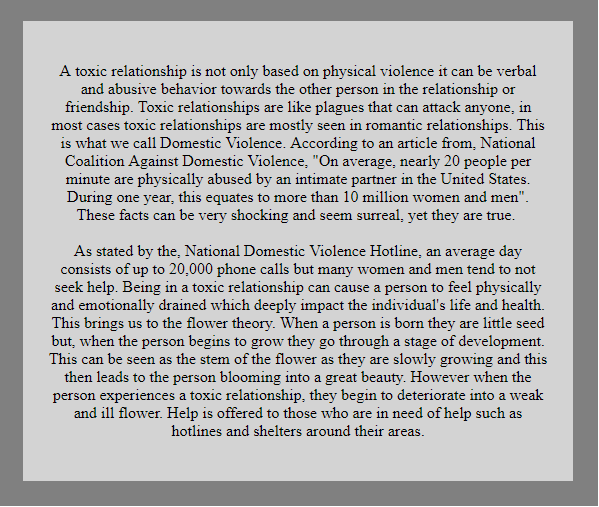 A toxic relationship is not only based on physical violence it can be verbal
and abusive behavior towards the other person in the relationship or
friendship. Toxic relationships are like plagues that can attack anyone, in
most cases toxic relationships are mostly seen in romantic relationships. This
is what we call Domestic Violence. According to an article from, National
Coalition Against Domestic Violence, "On average, nearly 20 people per
minute are physically abused by an intimate partner in the United States.
During one year, this equates to more than 10 million women and men".
These facts can be very shocking and seem surreal, yet they are true.
As stated by the, National Domestic Violence Hotline, an average day
consists of up to 20,000 phone calls but many women and men tend to not
seek help. Being in a toxic relationship can cause a person to feel physically
and emotionally drained which deeply impact the individual's life and health.
This brings us to the flower theory. When a person is born they are little seed
but, when the person begins to grow they go through a stage of development.
This can be seen as the stem of the flower as they are slowly growing and this
then leads to the person blooming into a great beauty. However when the
person experiences a toxic relationship, they begin to deteriorate into a weak
and ill flower. Help is offered to those who are in need of help such as
hotlines and shelters around their areas.